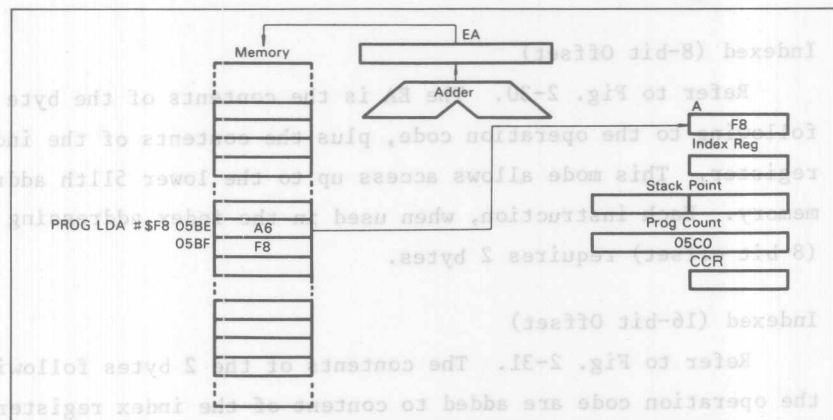 EA
Memory
Adder
A
F8
Index Reg
Stack Point
PROG LDA #$F8 05BE A6
Prog Count
05BF F8
05C0
CCR
Indexed (8-bit Offset)
Refer to Fig. 2-30. The EA is the contents of the byte
following to the operation code, plus the contents of the
register. This mode allows access up to the lower 511th
memory. Each instruction, when used in the index addressing
(8-bit offset) requires 2 bytes.
Indexed (16-bit Offset)
Refer to Fig. 2-31. The contents of the 2 bytes
the operation code are added to content of the index register